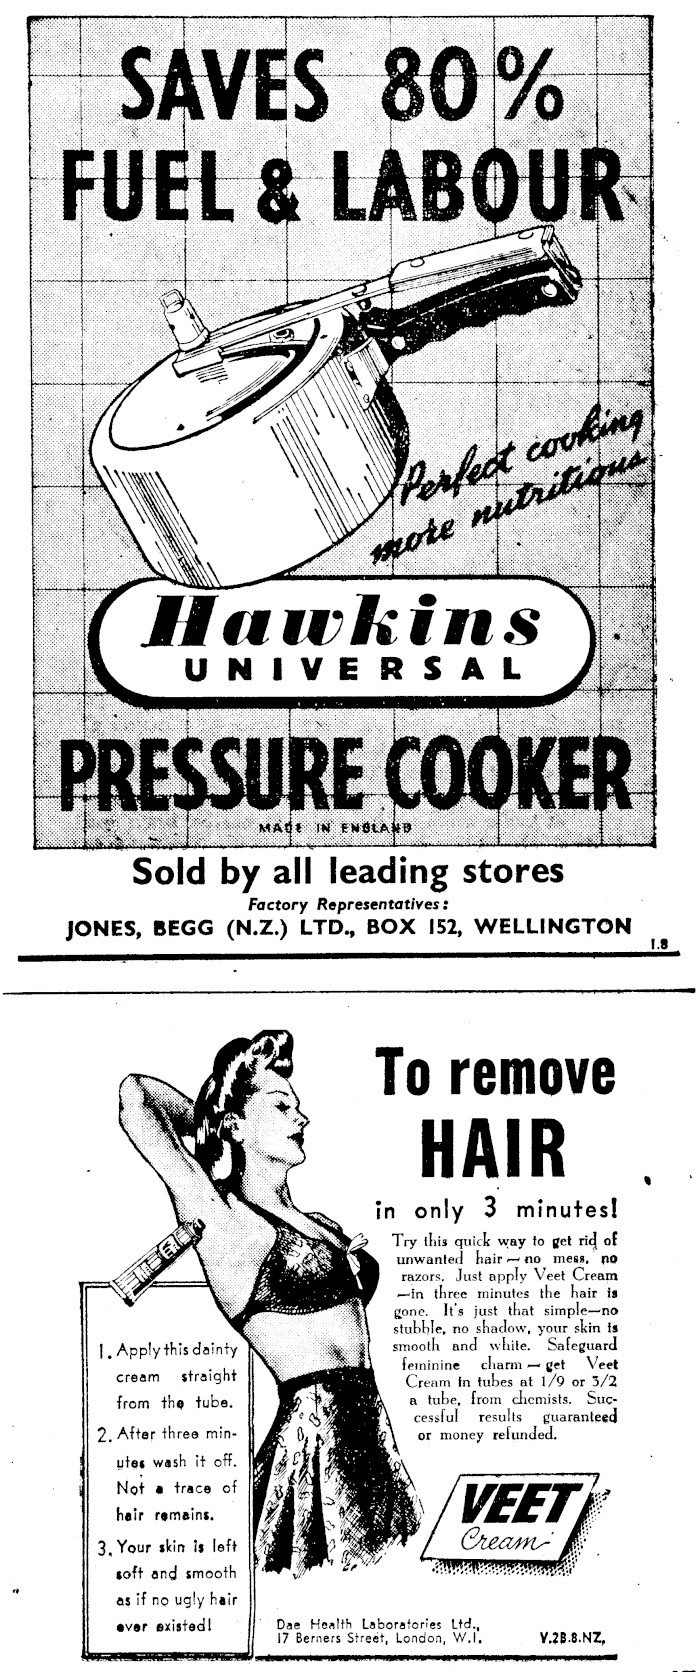 SAVES 80%
FUEL & LABOUR
Perfect cooking
more nutritious
Hawkins
UNIVERSAL
PRESSURE COOKER
MADE IN ENGLAND
Sold by all leading stores
Factory Representatives:
JONES, BEGG (N.Z.) LTD., BOX 152, WELLINGTON
1.8
To remove
HAIR
in only 3 minutes!
Try this quick way to get rid of
unwanted hair — no mess, no
razors. Just apply Veet Cream
—in three minutes the hair is
gone. It's just that simple—no
stubble, no shadow, your skin is
smooth and white. Safeguard
feminine charm — get Veet
Cream in tubes at 1/9 or 3/2
a tube, from chemists. Suc-
cessful results guaranteed
or money refunded.
1. Apply this dainty
cream straight
from the tube.
2. After three min-
utes wash it off.
Not a trace of
hair remains.
3. Your skin is left
soft and smooth
as if no ugly hair
ever existed!
VEET
Cream
Dae Health Laboratories Ltd.,
17 Berners Street, London, W.1.
V.2B.8.NZ.